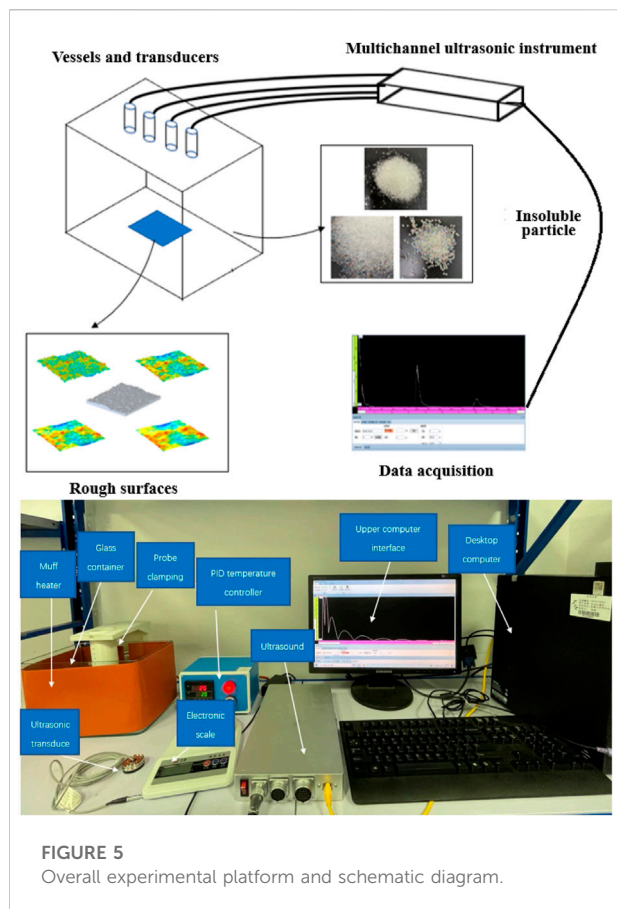 Vessels and transducers
Multichannel ultrasonic instrument
Insoluble
particle
Rough surfaces
Data acquisition
Muff
heater
Glass
container
Probe
clamping
PID temperature
controller
Upper computer
interface
Desktop
computer
Ultrasound
Ultrasonic
transduce
Electronic
scale
FIGURE 5
Overall experimental platform and schematic diagram.